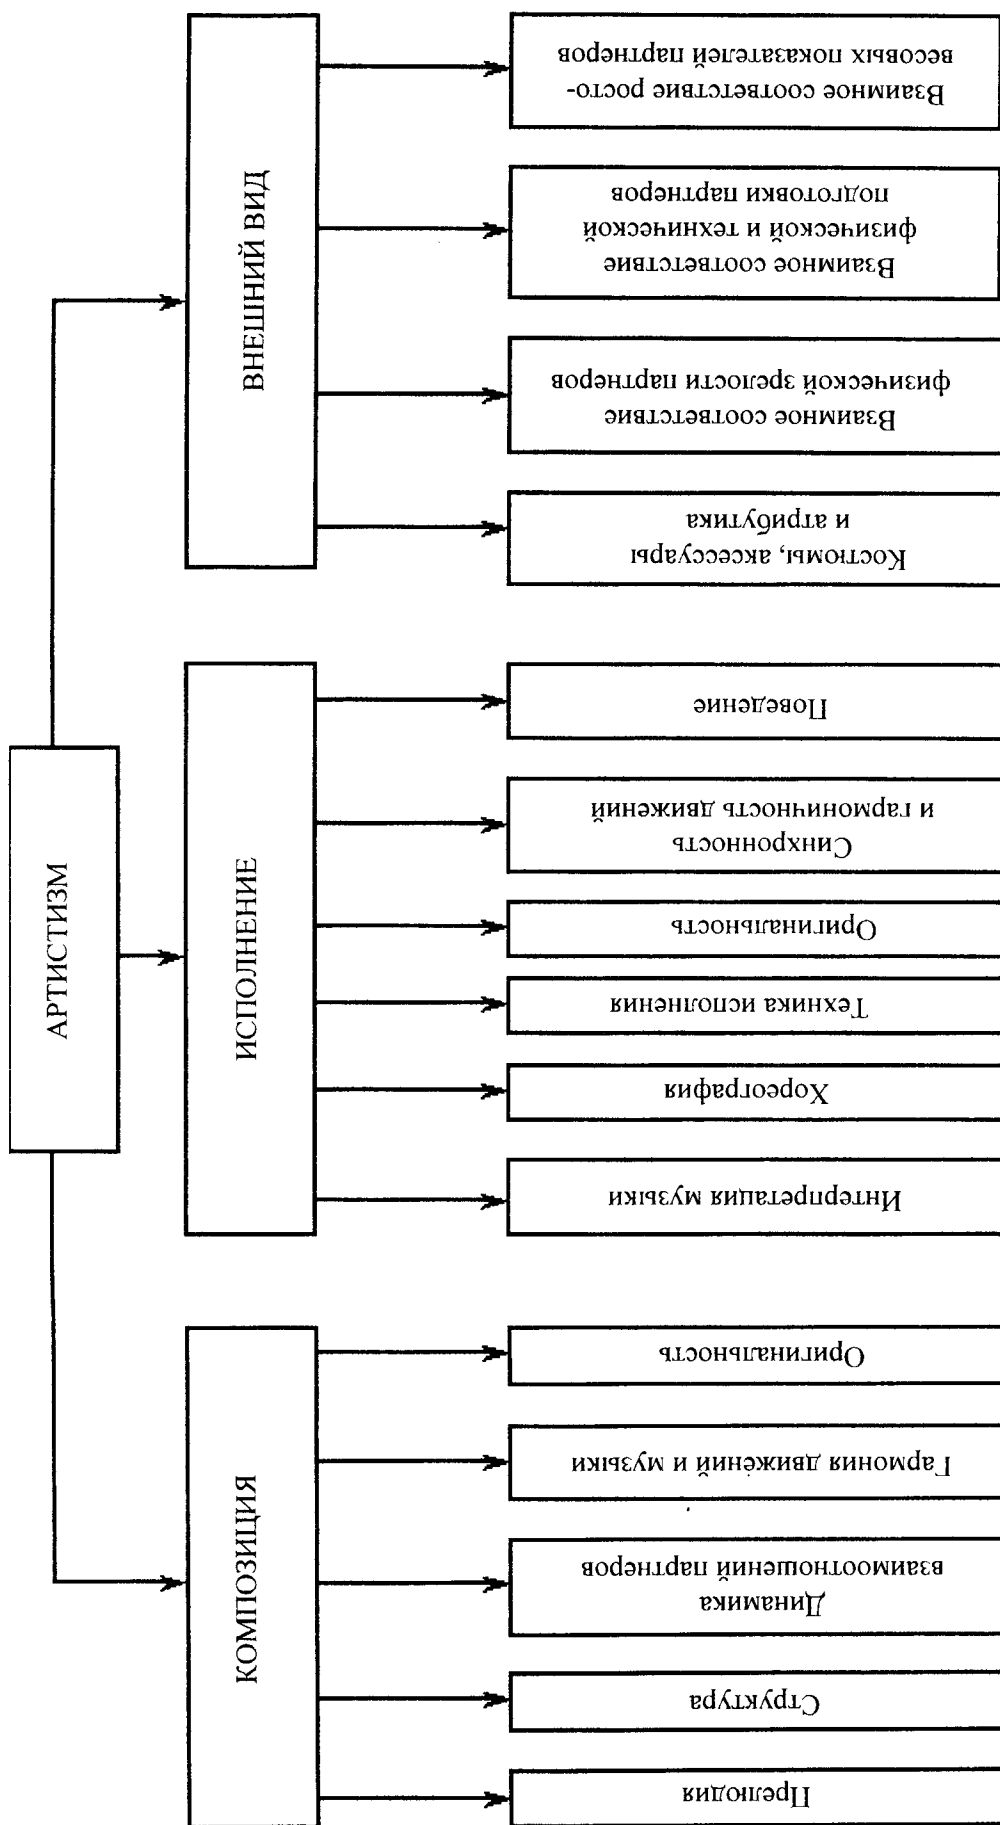 АРТИСТИЗМ
КОМПОЗИЦИЯ
ИСПОЛНЕНИЕ
ВНЕШНИЙ ВИД
Прелюдия
Структура
Динамика
взаимоотношений партнеров
Гармония движений и музыки
Оригинальность
Интерпретация музыки
Хореография
Техника исполнения
Оригинальность
Синхронность
и гармоничность движений
Поведение
Костюмы, аксессуары
и атрибутика
Взаимное соответствие
физической зрелости партнеров
Взаимное соответствие
физической и технической
подготовки партнеров
Взаимное соответствие росто-
весовых показателей партнеров